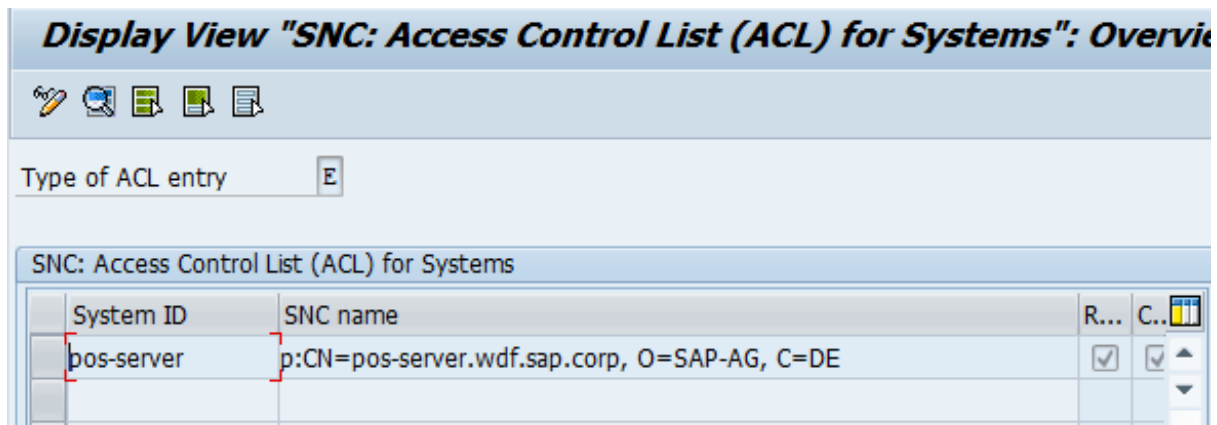 Display View "SNC: Access Control List (ACL) for Systems": Overvie
Type of ACL entry E
SNC: Access Control List (ACL) for Systems
System ID SNC name R... C..
pos-server p:CN=pos-server.wdf.sap.corp, O=SAP-AG, C=DE